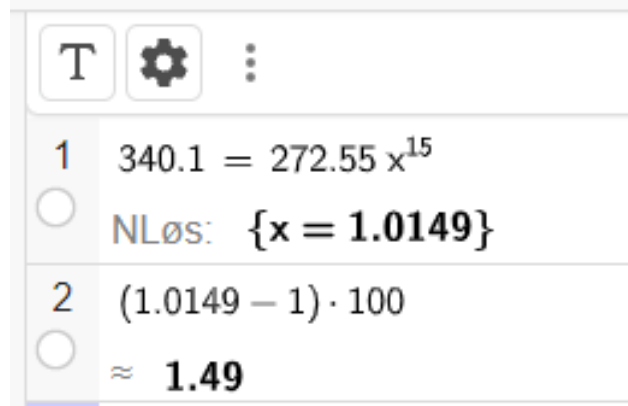 T
1 340.1 = 272.55 x¹⁵
NLøs: {x = 1.0149}
2 (1.0149 – 1) · 100
≈ 1.49